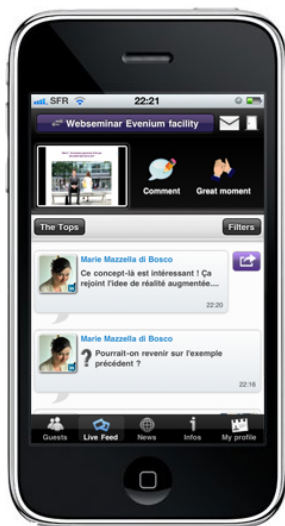 SFR
22:21
Webseminar Evenium facility
Comment
Great moment
The Tops
Filters
Marie Mazzella di Bosco
Ce concept-là est intéressant ! Ça
rejoint l'idee de réalité augmentée....
22:20
Marie Mazzella di Bosco
? Pourrait-on revenir sur l'exemple
précédent ?
22:16
Guests
Live Feed
News
Infos
My profile